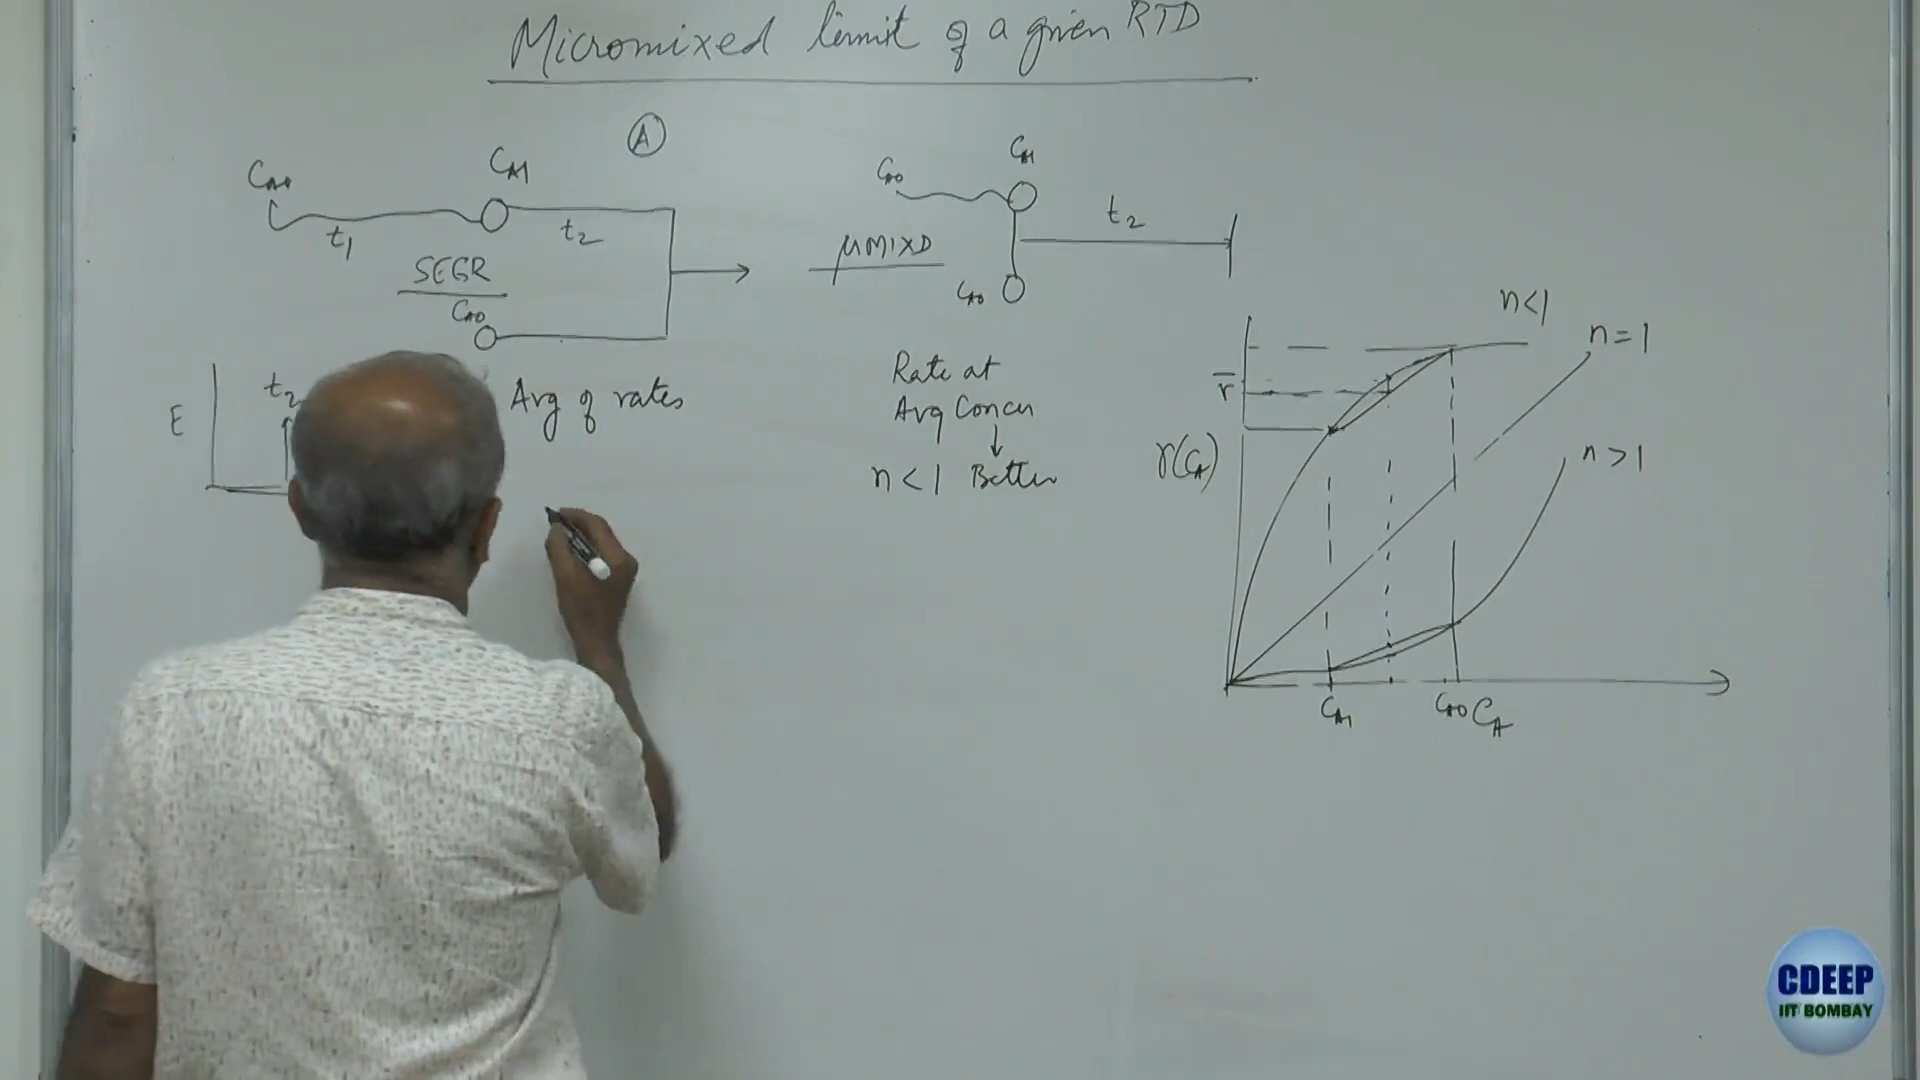 Micromixed limit of a given RTD
A
CA0
CA1
t1
t2
SEGR
CA0
E
t2
Avg of rates
CA0
CA1
μMIXD
t2
CA0
Rate at
Avg Concn
n<1 Better
n<1
n=1
r̅
r(CA)
n>1
CA1
CA0 CA
CDEEP
IIT BOMBAY